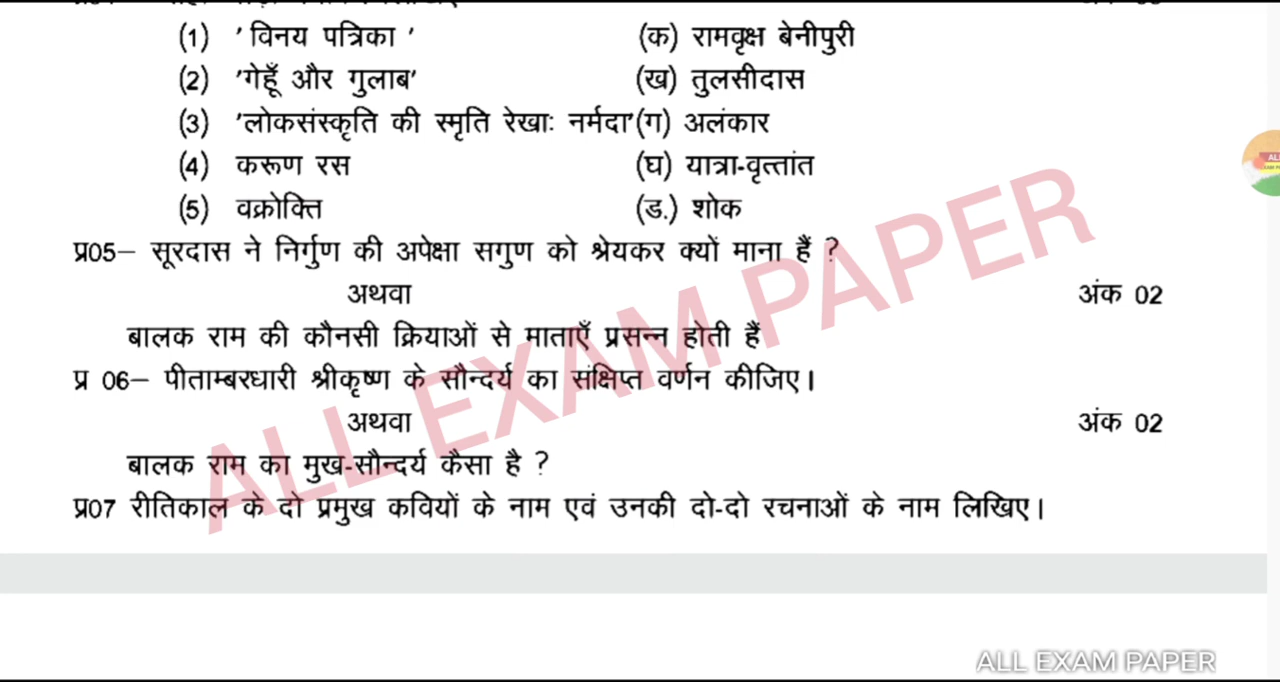 (1) ' विनय पत्रिका ' (क) रामवृक्ष बेनीपुरी
(2) 'गेहूँ और गुलाब' (ख) तुलसीदास
(3) 'लोकसंस्कृति की स्मृति रेखाः नर्मदा' (ग) अलंकार
(4) करूण रस (घ) यात्रा-वृत्तांत
(5) वक्रोक्ति (ड.) शोक
प्र05– सूरदास ने निर्गुण की अपेक्षा सगुण को श्रेयकर क्यों माना हैं ?
अथवा अंक 02
बालक राम की कौनसी क्रियाओं से माताएँ प्रसन्न होती हैं
प्र 06– पीताम्बरधारी श्रीकृष्ण के सौन्दर्य का संक्षिप्त वर्णन कीजिए।
अथवा अंक 02
बालक राम का मुख-सौन्दर्य कैसा है ?
प्र07 रीतिकाल के दो प्रमुख कवियों के नाम एवं उनकी दो-दो रचनाओं के नाम लिखिए।
ALL EXAM PAPER
ALL EXAM PAPER